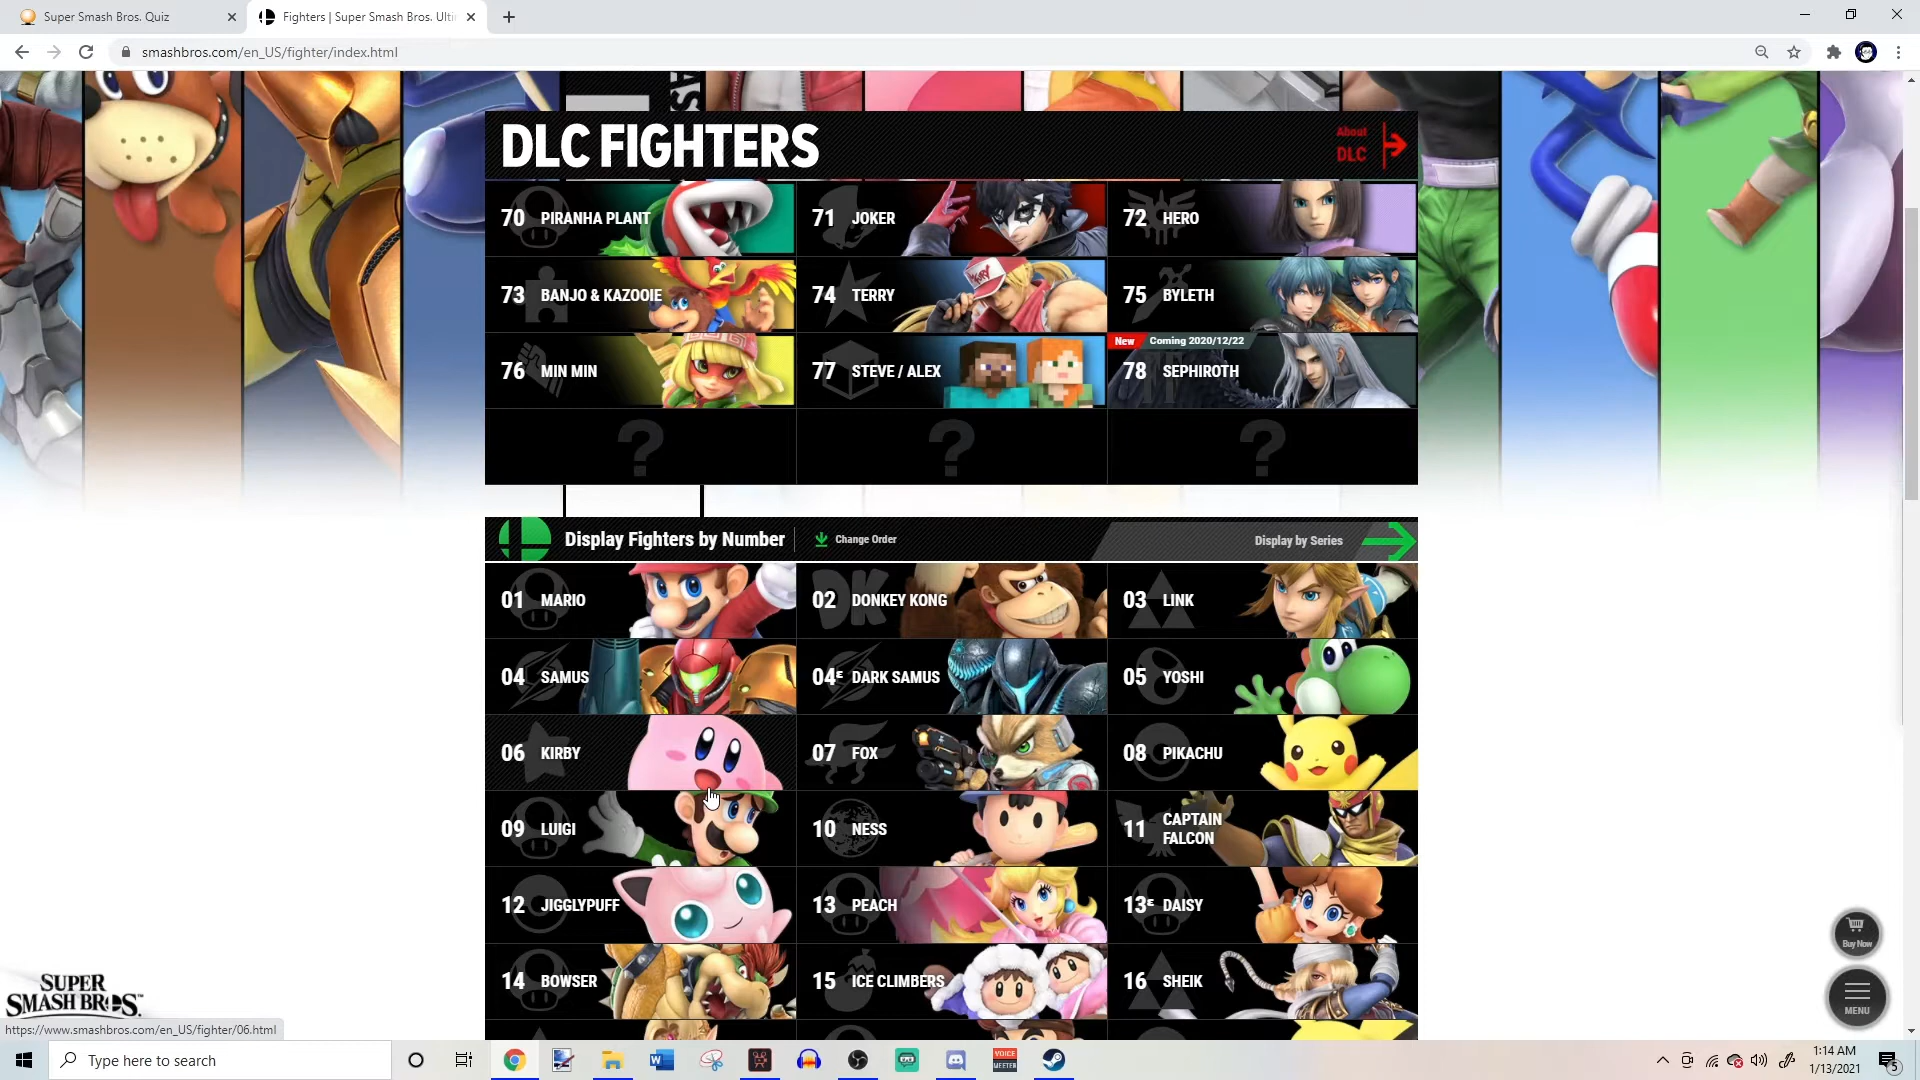 Super Smash Bros. Quiz
Fighters | Super Smash Bros. Ulti
smashbros.com/en_US/fighter/index.html
DLC FIGHTERS
About
DLC
70 PIRANHA PLANT
71 JOKER
72 HERO
73 BANJO & KAZOOIE
74 TERRY
75 BYLETH
76 MIN MIN
77 STEVE / ALEX
New Coming 2020/12/22
78 SEPHIROTH
? ? ?
Display Fighters by Number
Change Order
Display by Series
01 MARIO
02 DONKEY KONG
03 LINK
04 SAMUS
04ᴱ DARK SAMUS
05 YOSHI
06 KIRBY
07 FOX
08 PIKACHU
09 LUIGI
10 NESS
11 CAPTAIN
FALCON
12 JIGGLYPUFF
13 PEACH
13ᴱ DAISY
14 BOWSER
15 ICE CLIMBERS
16 SHEIK
Buy Now
MENU
SUPER
SMASH BROS.
https://www.smashbros.com/en_US/fighter/06.html
Type here to search
VOICE
MEETER
1:14 AM
1/13/2021
5